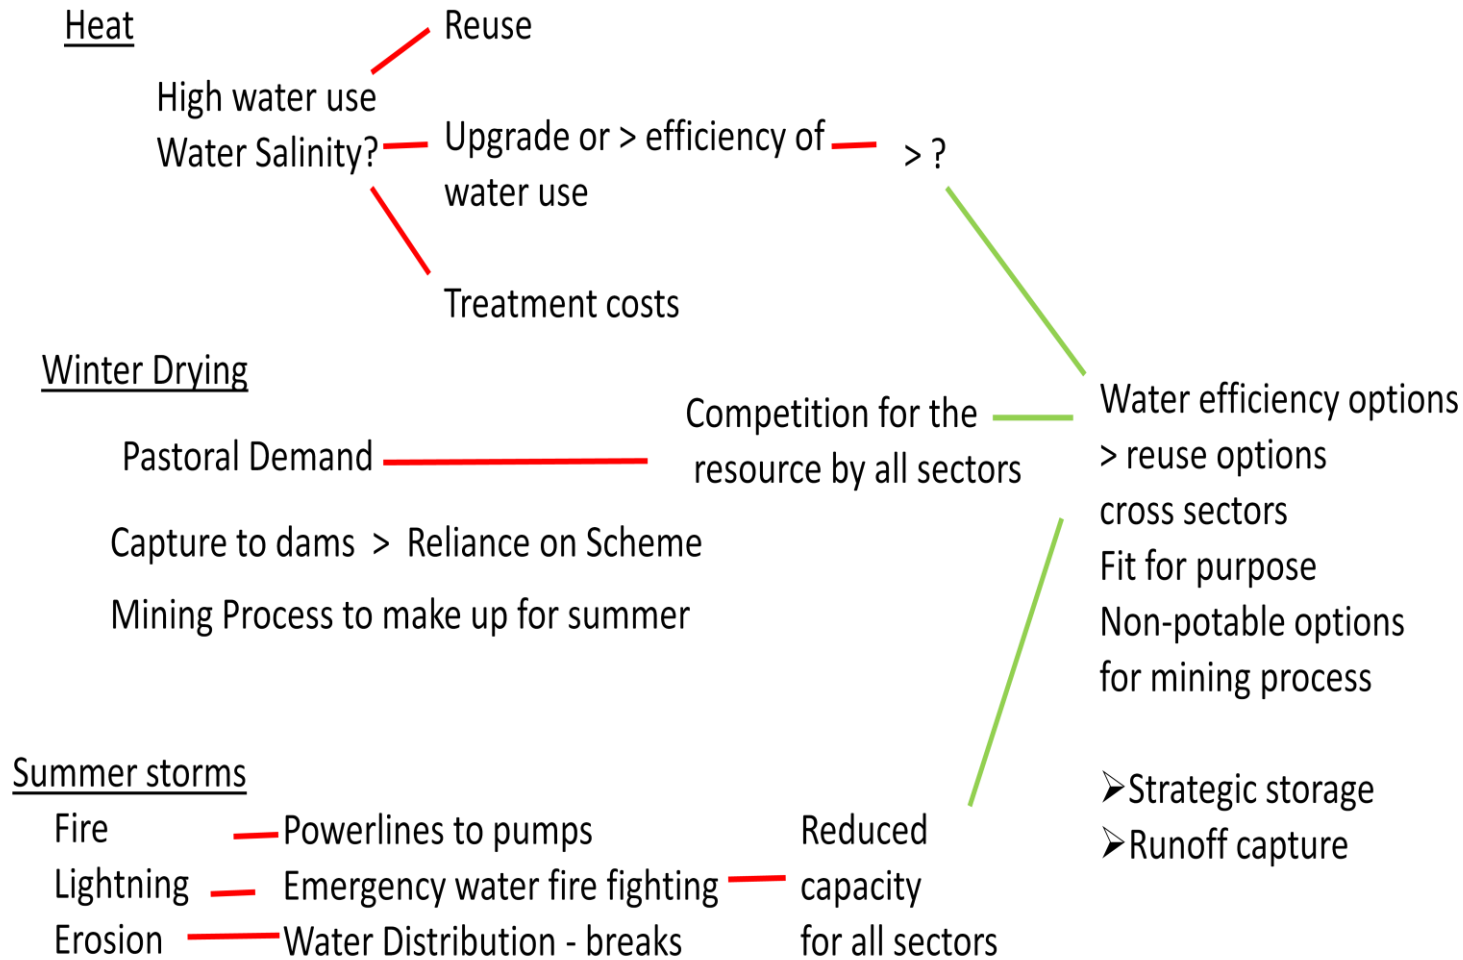 Heat
Reuse
High water use
Water Salinity?
Upgrade or > efficiency of
water use
> ?
Treatment costs
Winter Drying
Pastoral Demand
Competition for the
resource by all sectors
Capture to dams > Reliance on Scheme
Mining Process to make up for summer
Water efficiency options
> reuse options
cross sectors
Fit for purpose
Non-potable options
for mining process
➢Strategic storage
➢Runoff capture
Summer storms
Fire
Lightning
Erosion
Powerlines to pumps
Emergency water fire fighting
Water Distribution - breaks
Reduced
capacity
for all sectors